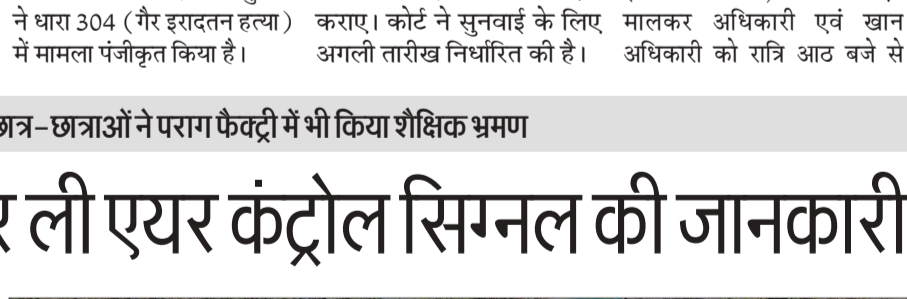 ने धारा 304 (गैर इरादतन हत्या)
में मामला पंजीकृत किया है।
कराए। कोर्ट ने सुनवाई के लिए
अगली तारीख निर्धारित की है।
मालकर अधिकारी एवं खान
अधिकारी को रात्रि आठ बजे से
छात्र-छात्राओं ने पराग फैक्ट्री में भी किया शैक्षिक भ्रमण
ली एयर कंट्रोल सिग्नल की जानकारी